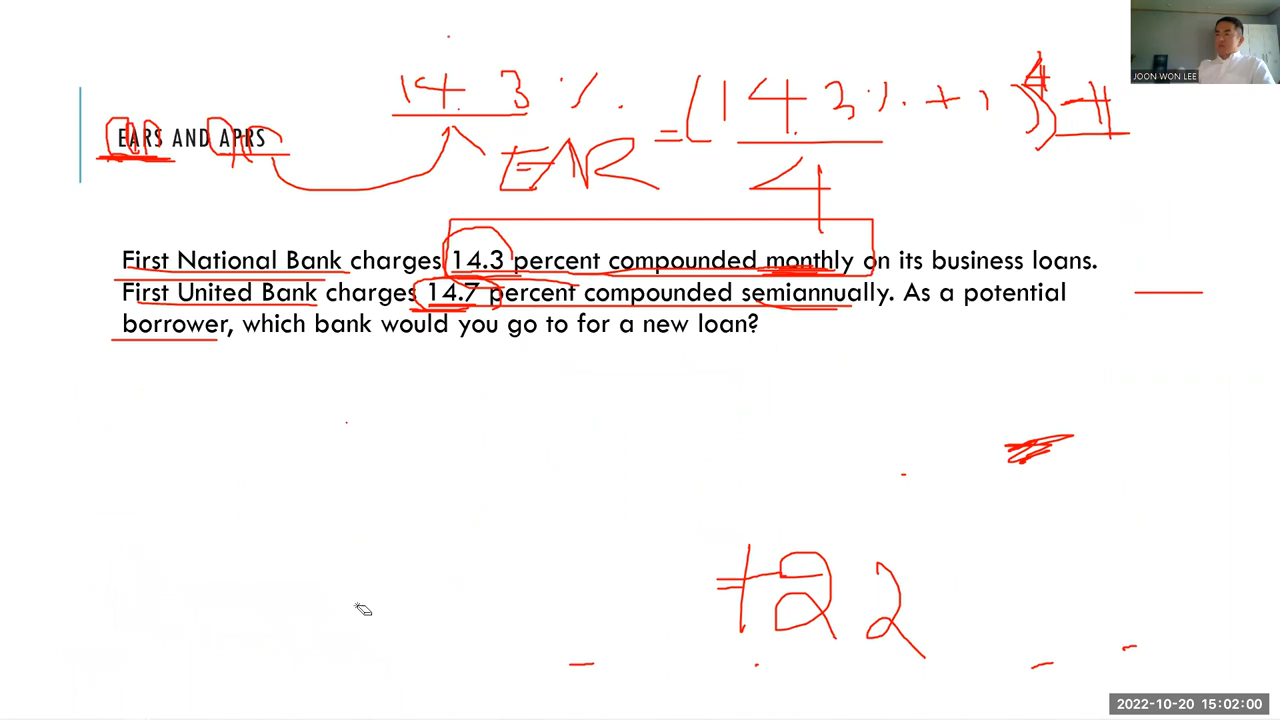 14.3%.
= (14.3%. + 1)^4 - 1
4
EAR
EARS AND APRS
JOON WON LEE
First National Bank charges 14.3 percent compounded monthly on its business loans.
First United Bank charges 14.7 percent compounded semiannually. As a potential
borrower, which bank would you go to for a new loan?
2022-10-20 15:02:00